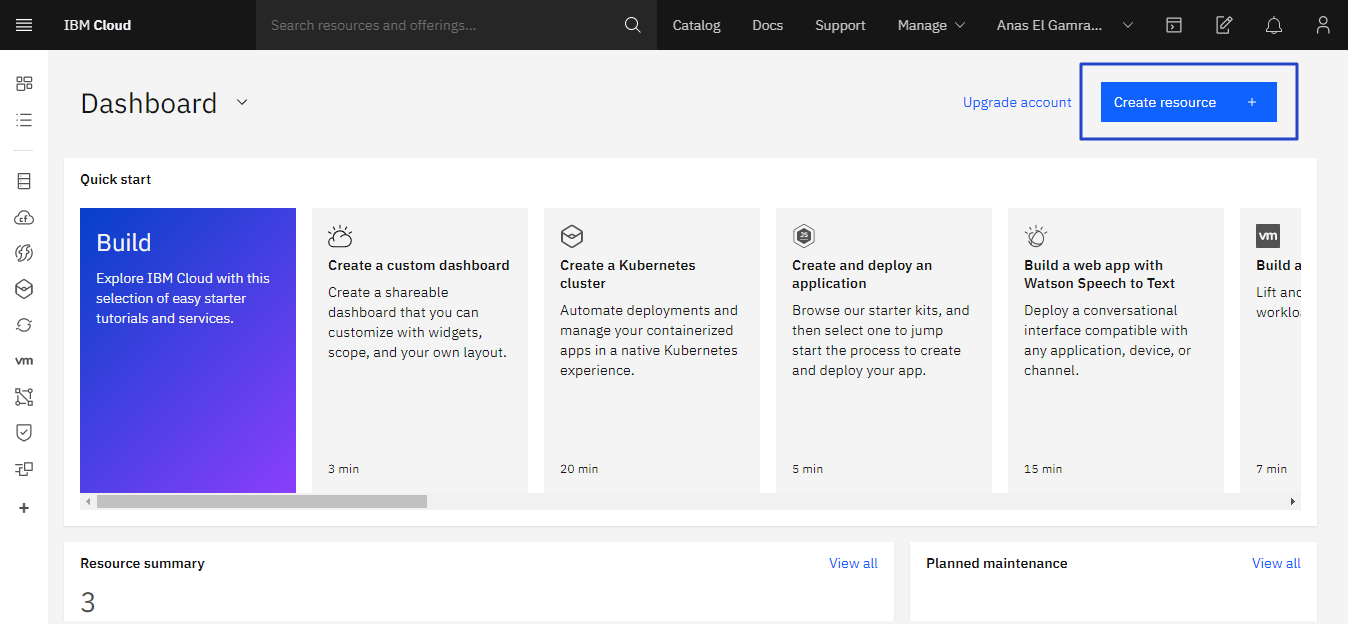 IBM Cloud
Search resources and offerings...
Catalog
Docs
Support
Manage
Anas El Gamra...
Dashboard
Upgrade account
Create resource +
Quick start
Build
Explore IBM Cloud with this
selection of easy starter
tutorials and services.
Create a custom dashboard
Create a shareable
dashboard that you can
customize with widgets,
scope, and your own layout.
3 min
Create a Kubernetes
cluster
Automate deployments and
manage your containerized
apps in a native Kubernetes
experience.
20 min
JS
Create and deploy an
application
Browse our starter kits, and
then select one to jump
start the process to create
and deploy your app.
5 min
Build a web app with
Watson Speech to Text
Deploy a conversational
interface compatible with
any application, device, or
channel.
15 min
vm
Build a
Lift and
7 min
cf
vm
+
Resource summary
View all
3
Planned maintenance
View all